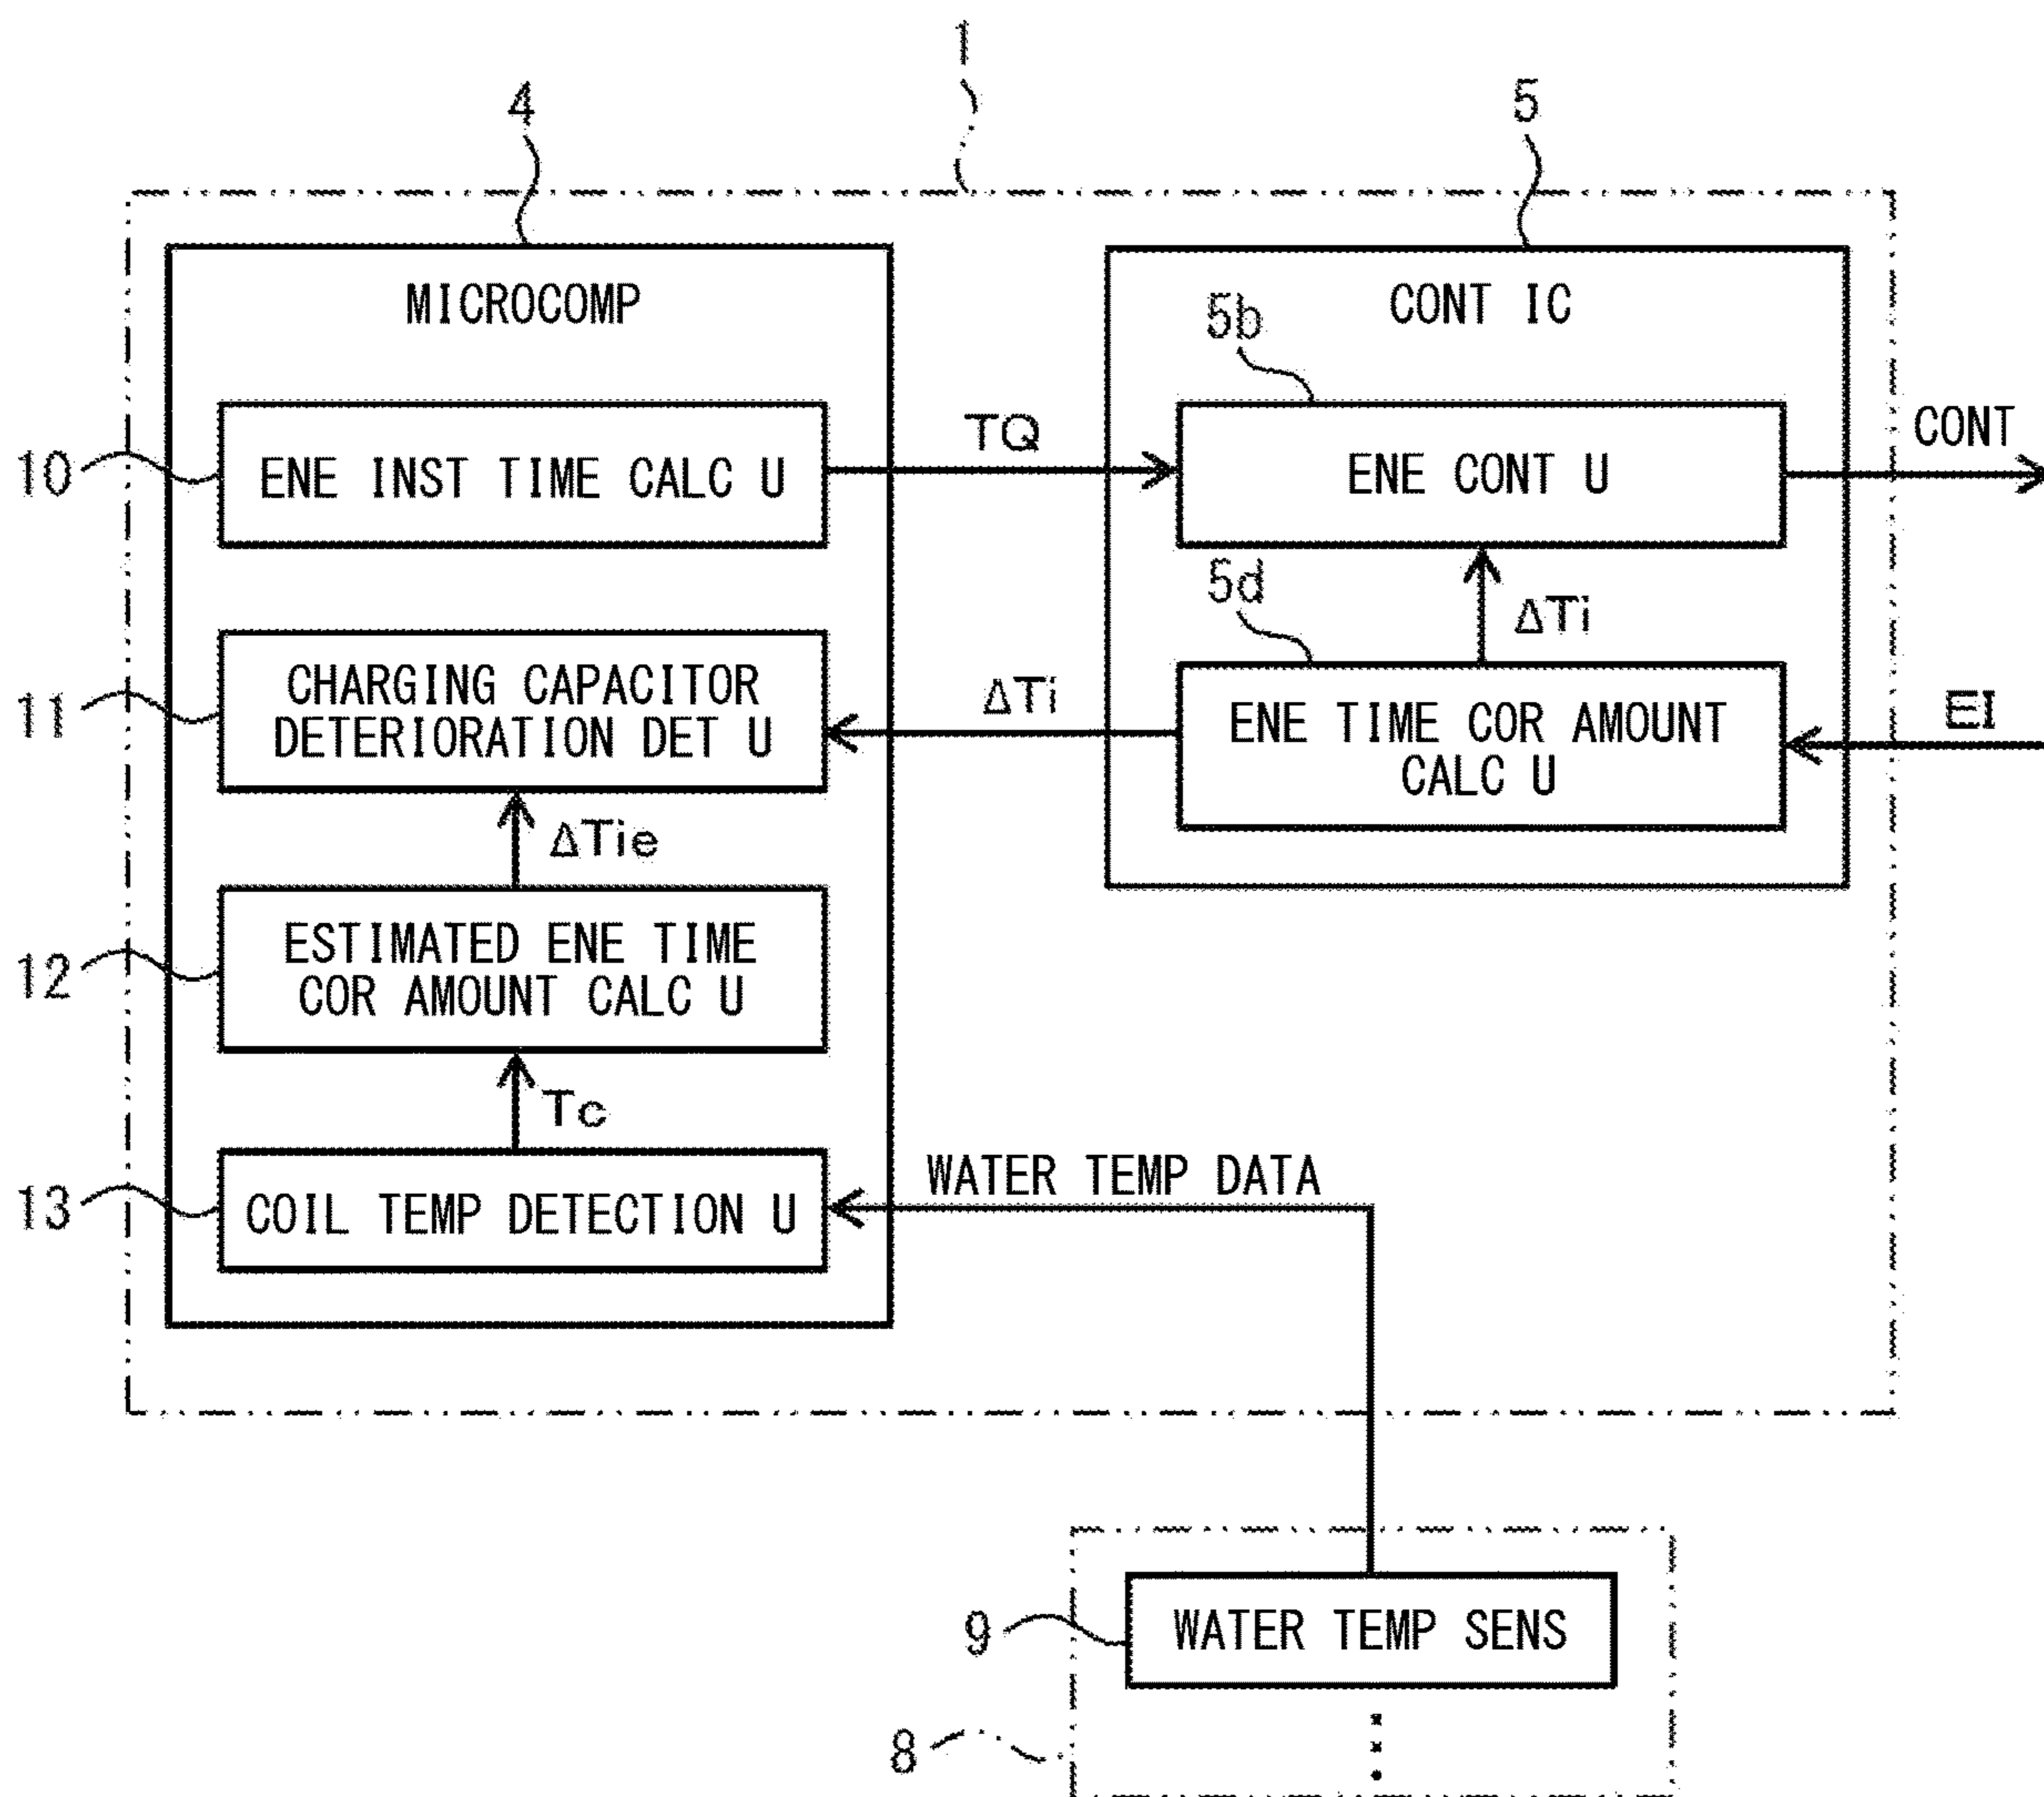 1
4
5
MICROCOMP
CONT IC
5b
10
ENE INST TIME CALC U
TQ
ENE CONT U
CONT
5d
ΔTi
11
CHARGING CAPACITOR
DETERIORATION DET U
ΔTi
ENE TIME COR AMOUNT
CALC U
EI
ΔTie
12
ESTIMATED ENE TIME
COR AMOUNT CALC U
Tc
13
COIL TEMP DETECTION U
WATER TEMP DATA
9
WATER TEMP SENS
8